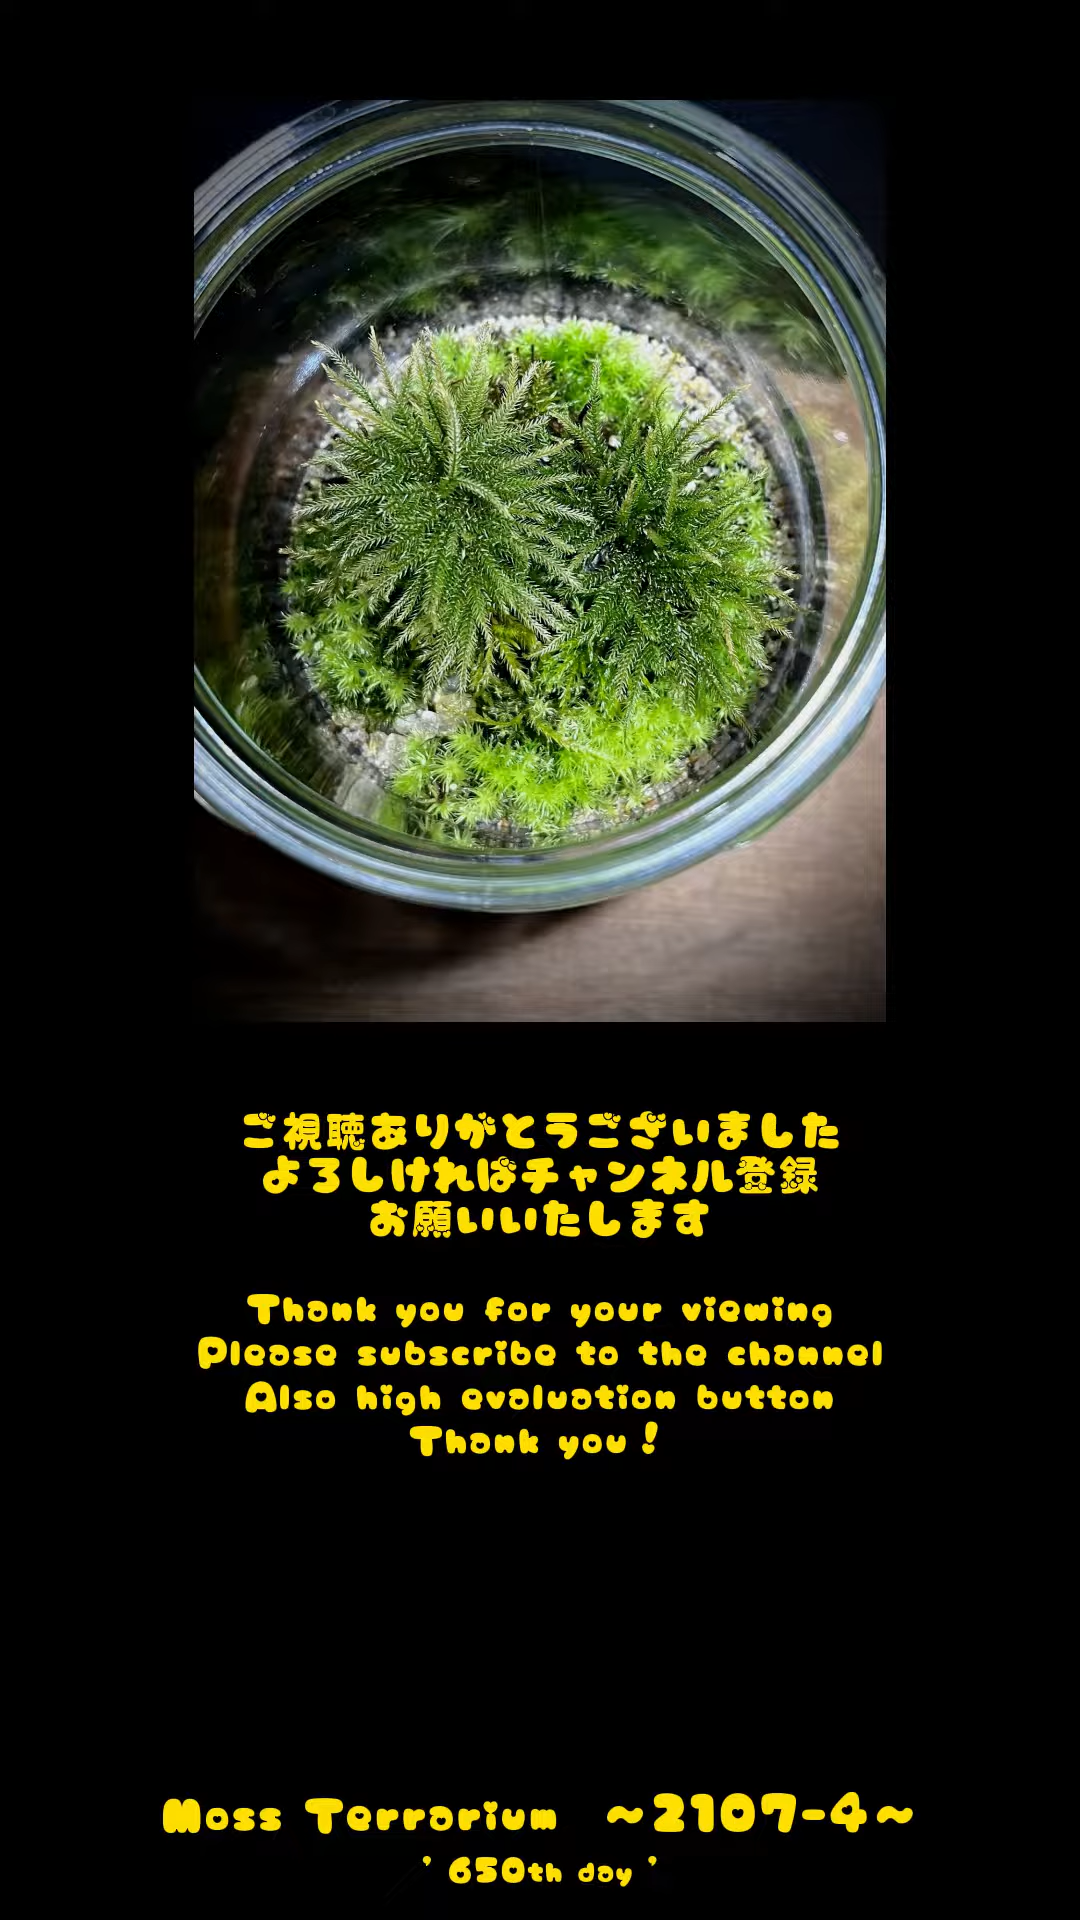 ご視聴ありがとうございました
よろしければチャンネル登録
お願いいたします
Thank you for your viewing
Please subscribe to the channel
Also high evaluation button
Thank you！
Moss Terrarium ～2107-4～
’650th day’